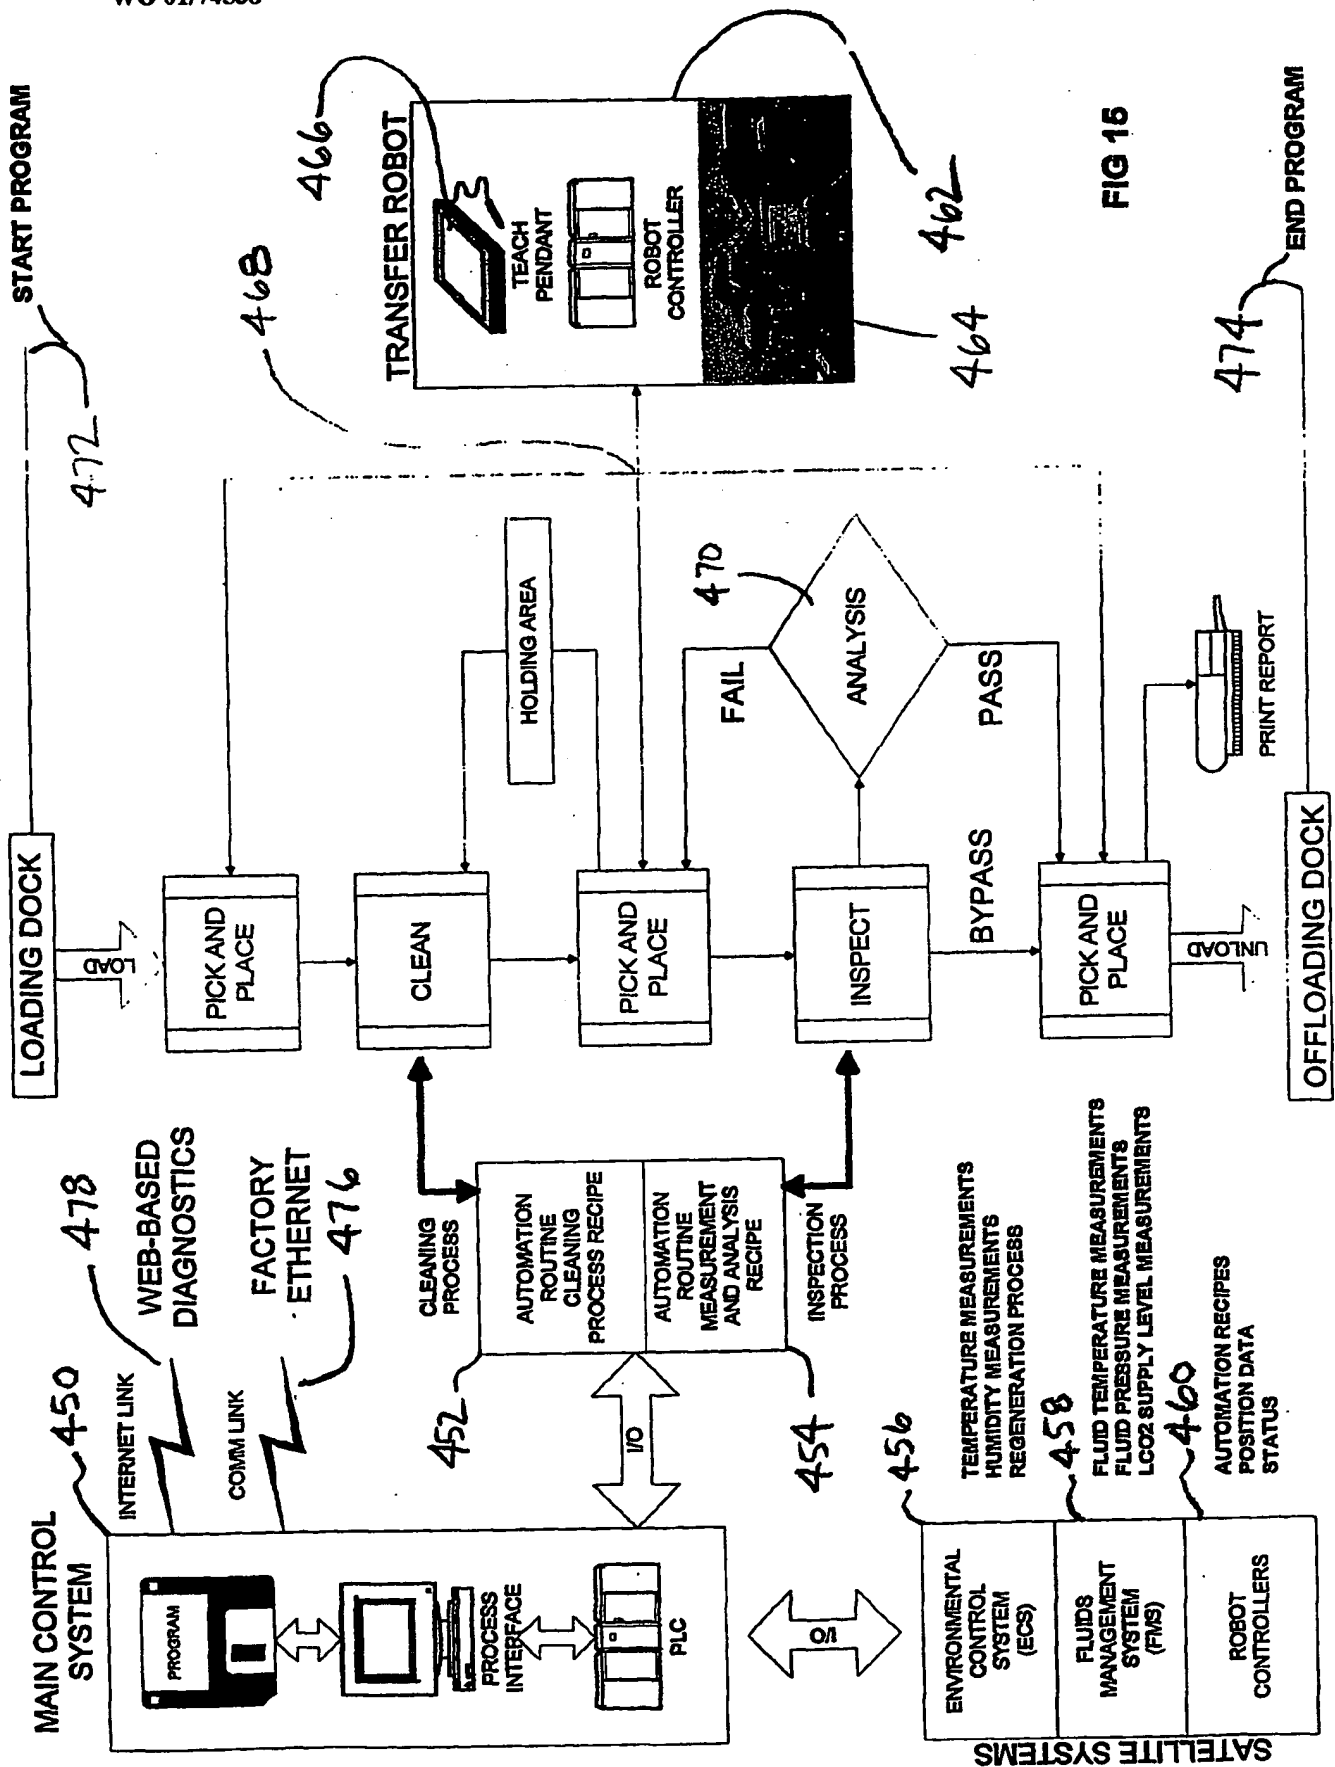 MAIN CONTROL
SYSTEM
450
PROGRAM
PROCESS
INTERFACE
PLC
INTERNET LINK
478
WEB-BASED
DIAGNOSTICS
COMM LINK
FACTORY
ETHERNET
476
I/O
I/O
SATELLITE SYSTEMS
ENVIRONMENTAL
CONTROL
SYSTEM
(ECS)
456
TEMPERATURE MEASUREMENTS
HUMIDITY MEASUREMENTS
REGENERATION PROCESS
FLUIDS
MANAGEMENT
SYSTEM
(FMS)
458
FLUID TEMPERATURE MEASUREMENTS
FLUID PRESSURE MEASUREMENTS
LCO2 SUPPLY LEVEL MEASUREMENTS
ROBOT
CONTROLLERS
460
AUTOMATION RECIPES
POSITION DATA
STATUS
CLEANING
PROCESS
452
AUTOMATION
ROUTINE
CLEANING
PROCESS RECIPE
AUTOMATION
ROUTINE
MEASUREMENT
AND ANALYSIS
RECIPE
454
INSPECTION
PROCESS
LOADING DOCK
LOAD
START PROGRAM
472
PICK AND
PLACE
CLEAN
HOLDING AREA
PICK AND
PLACE
INSPECT
FAIL
470
ANALYSIS
PASS
BYPASS
PICK AND
PLACE
PRINT REPORT
UNLOAD
OFFLOADING DOCK
474
END PROGRAM
468
466
TRANSFER ROBOT
TEACH
PENDANT
ROBOT
CONTROLLER
462
464
FIG 15